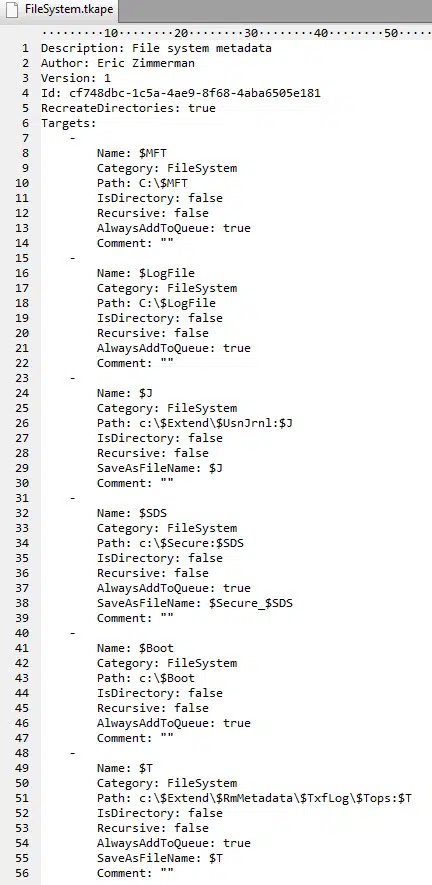 FileSystem.tkape
·········10········20········30········40········50·····
1 Description: File system metadata
2 Author: Eric Zimmerman
3 Version: 1
4 Id: cf748dbc-1c5a-4ae9-8f68-4aba6505e181
5 RecreateDirectories: true
6 Targets:
7     -
8         Name: $MFT
9         Category: FileSystem
10         Path: C:\$MFT
11         IsDirectory: false
12         Recursive: false
13         AlwaysAddToQueue: true
14         Comment: ""
15     -
16         Name: $LogFile
17         Category: FileSystem
18         Path: C:\$LogFile
19         IsDirectory: false
20         Recursive: false
21         AlwaysAddToQueue: true
22         Comment: ""
23     -
24         Name: $J
25         Category: FileSystem
26         Path: c:\$Extend\$UsnJrnl:$J
27         IsDirectory: false
28         Recursive: false
29         SaveAsFileName: $J
30         Comment: ""
31     -
32         Name: $SDS
33         Category: FileSystem
34         Path: c:\$Secure:$SDS
35         IsDirectory: false
36         Recursive: false
37         AlwaysAddToQueue: true
38         SaveAsFileName: $Secure_$SDS
39         Comment: ""
40     -
41         Name: $Boot
42         Category: FileSystem
43         Path: c:\$Boot
44         IsDirectory: false
45         Recursive: false
46         AlwaysAddToQueue: true
47         Comment: ""
48     -
49         Name: $T
50         Category: FileSystem
51         Path: c:\$Extend\$RmMetadata\$TxfLog\$Tops:$T
52         IsDirectory: false
53         Recursive: false
54         AlwaysAddToQueue: true
55         SaveAsFileName: $T
56         Comment: ""